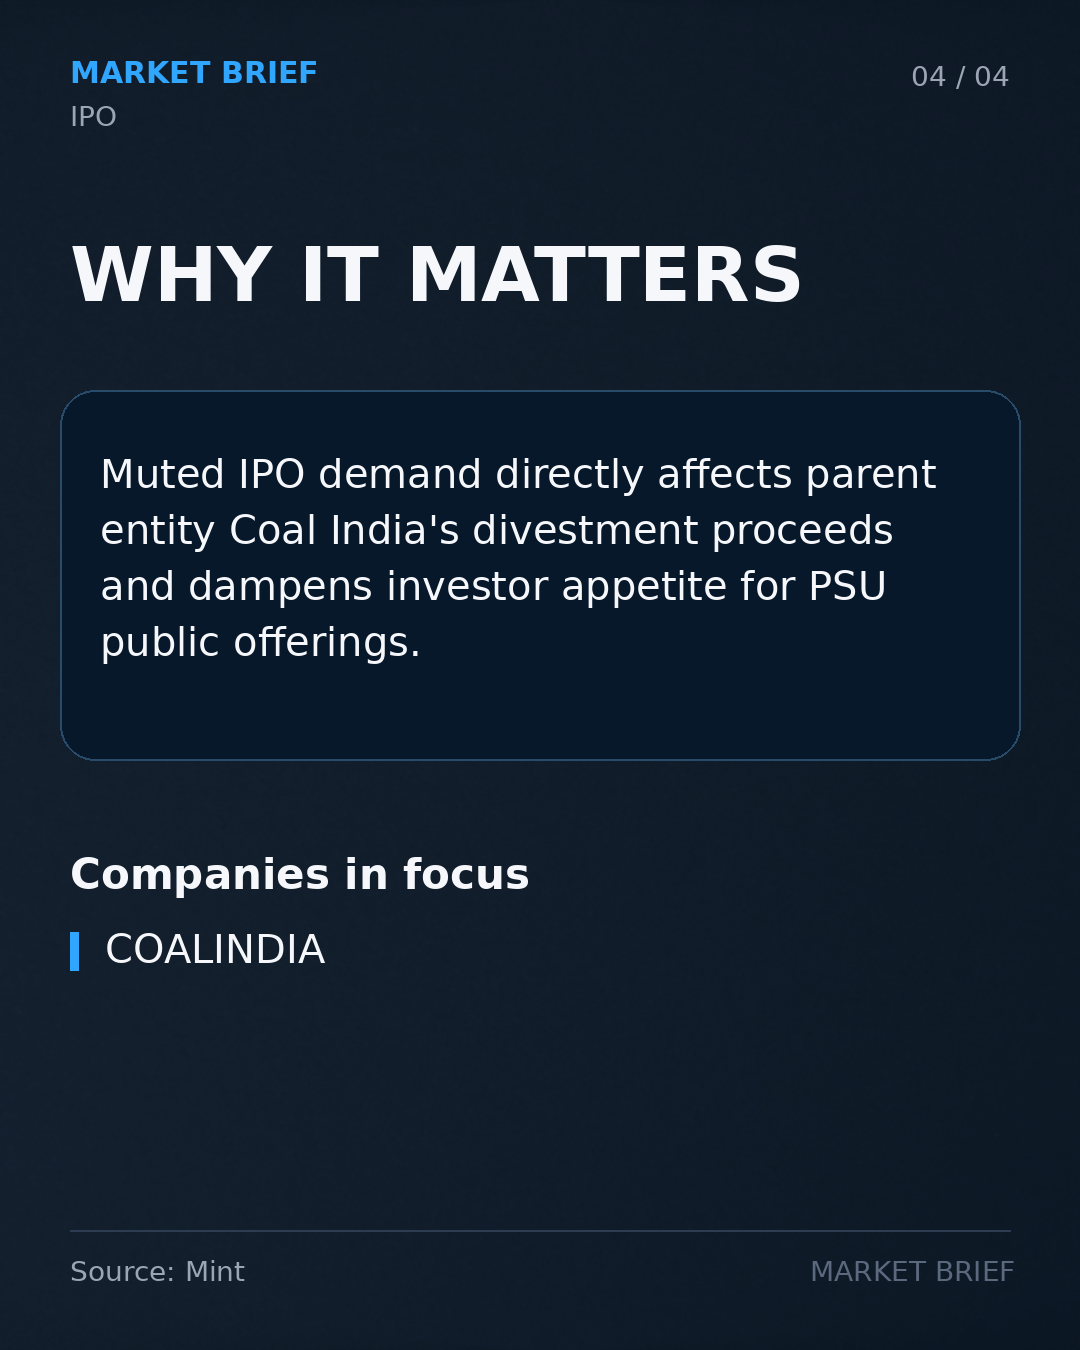 MARKET BRIEF
04 / 04
IPO
WHY IT MATTERS
Muted IPO demand directly affects parent
entity Coal India's divestment proceeds
and dampens investor appetite for PSU
public offerings.
Companies in focus
COALINDIA
Source: Mint
MARKET BRIEF